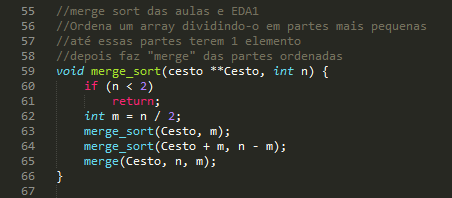 55 //merge sort das aulas e EDA1
56 //Ordena um array dividindo-o em partes mais pequenas
57 //até essas partes terem 1 elemento
58 //depois faz "merge" das partes ordenadas
59 void merge_sort(cesto **Cesto, int n) {
60     if (n < 2)
61         return;
62     int m = n / 2;
63     merge_sort(Cesto, m);
64     merge_sort(Cesto + m, n - m);
65     merge(Cesto, n, m);
66 }
67